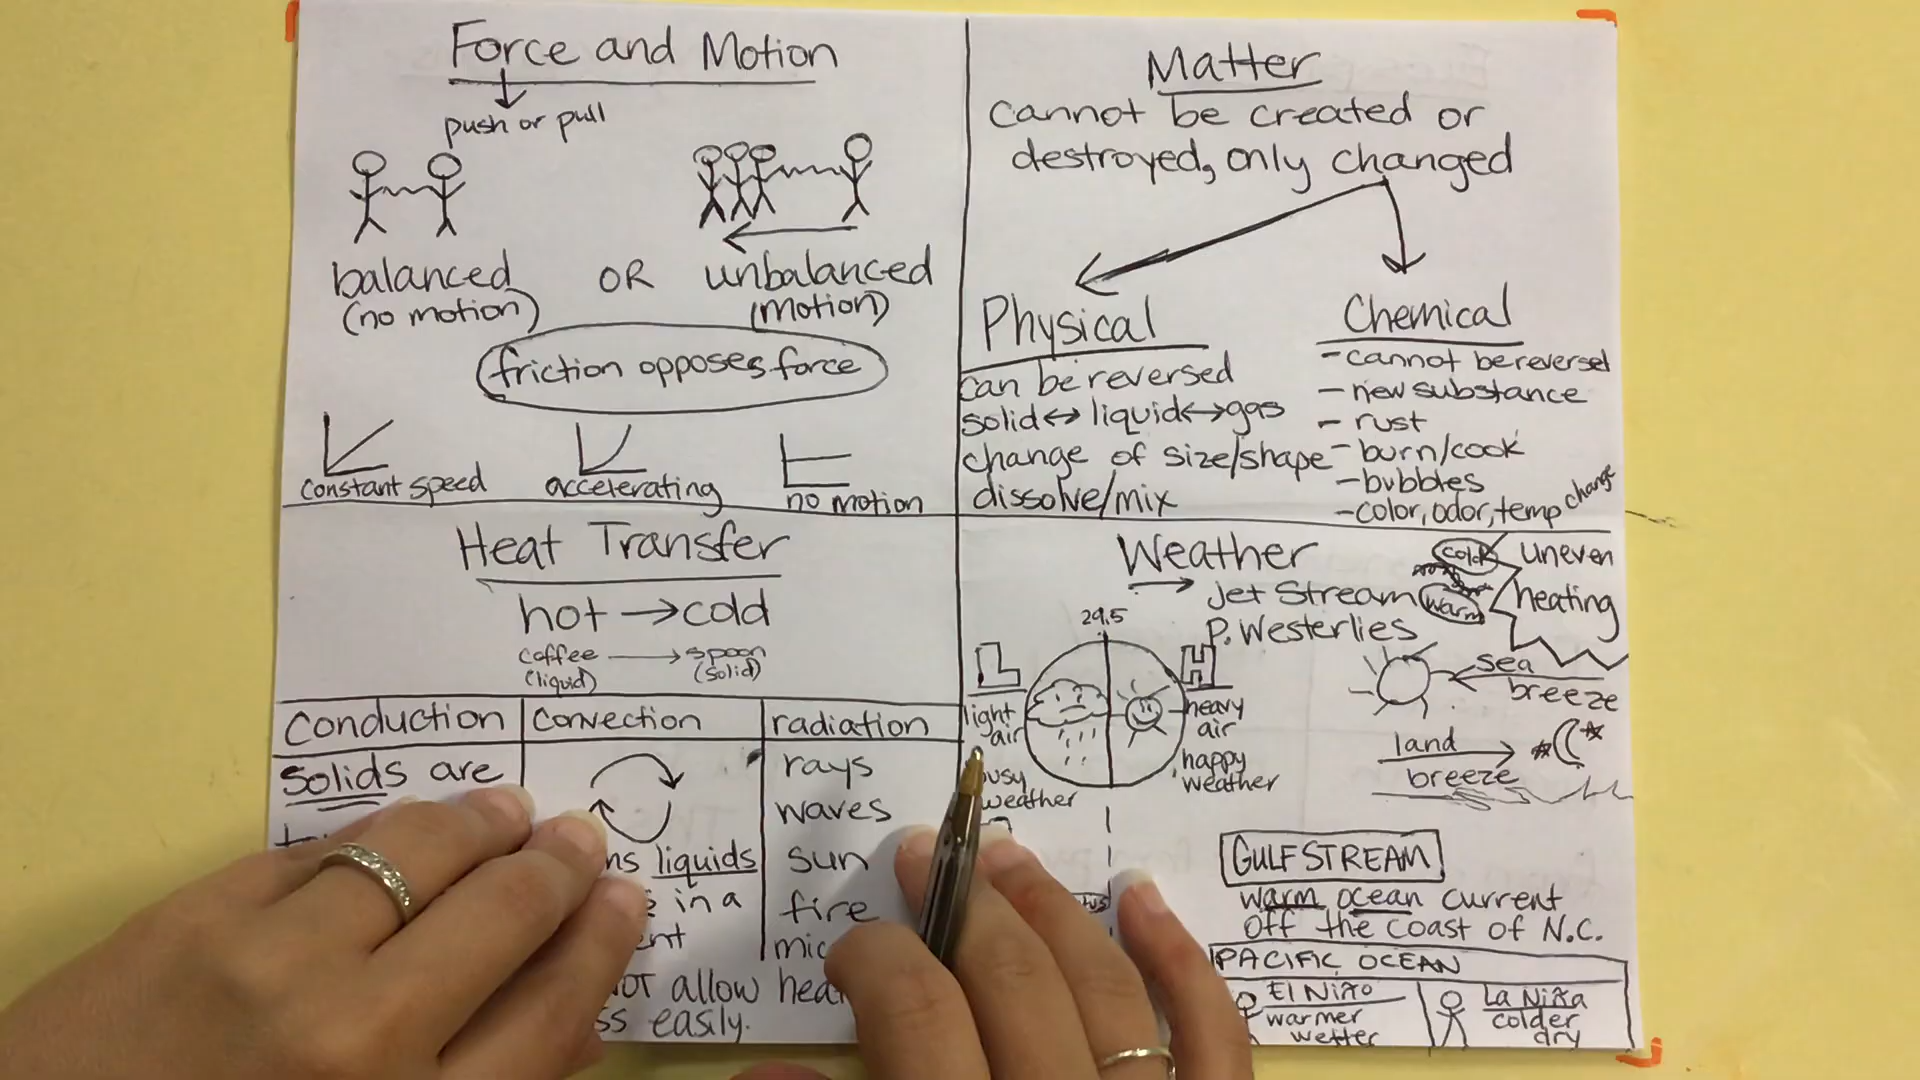 Force and Motion
push or pull
balanced OR unbalanced
(no motion) (motion)
friction opposes force
constant speed accelerating no motion
Matter
cannot be created or
destroyed, only changed
Physical
can be reversed
solid ↔ liquid ↔ gas
change of size/shape
dissolve/mix
Chemical
- cannot be reversed
- new substance
- rust
- burn/cook
- bubbles
- color, odor, temp change
Heat Transfer
hot → cold
coffee → spoon
(liquid) (solid)
conduction convection radiation
solids are
liquids
in a
rays
waves
sun
fire
allow
easily.
Weather
→ Jet Stream
P. Westerlies
cold
warm
uneven
heating
29.5
L
light
air
weather
H
heavy
air
happy
weather
sea
breeze
land
breeze
GULF STREAM
warm ocean current
off the coast of N.C.
PACIFIC OCEAN
El Niño
warmer
wetter
La Niña
colder
dry